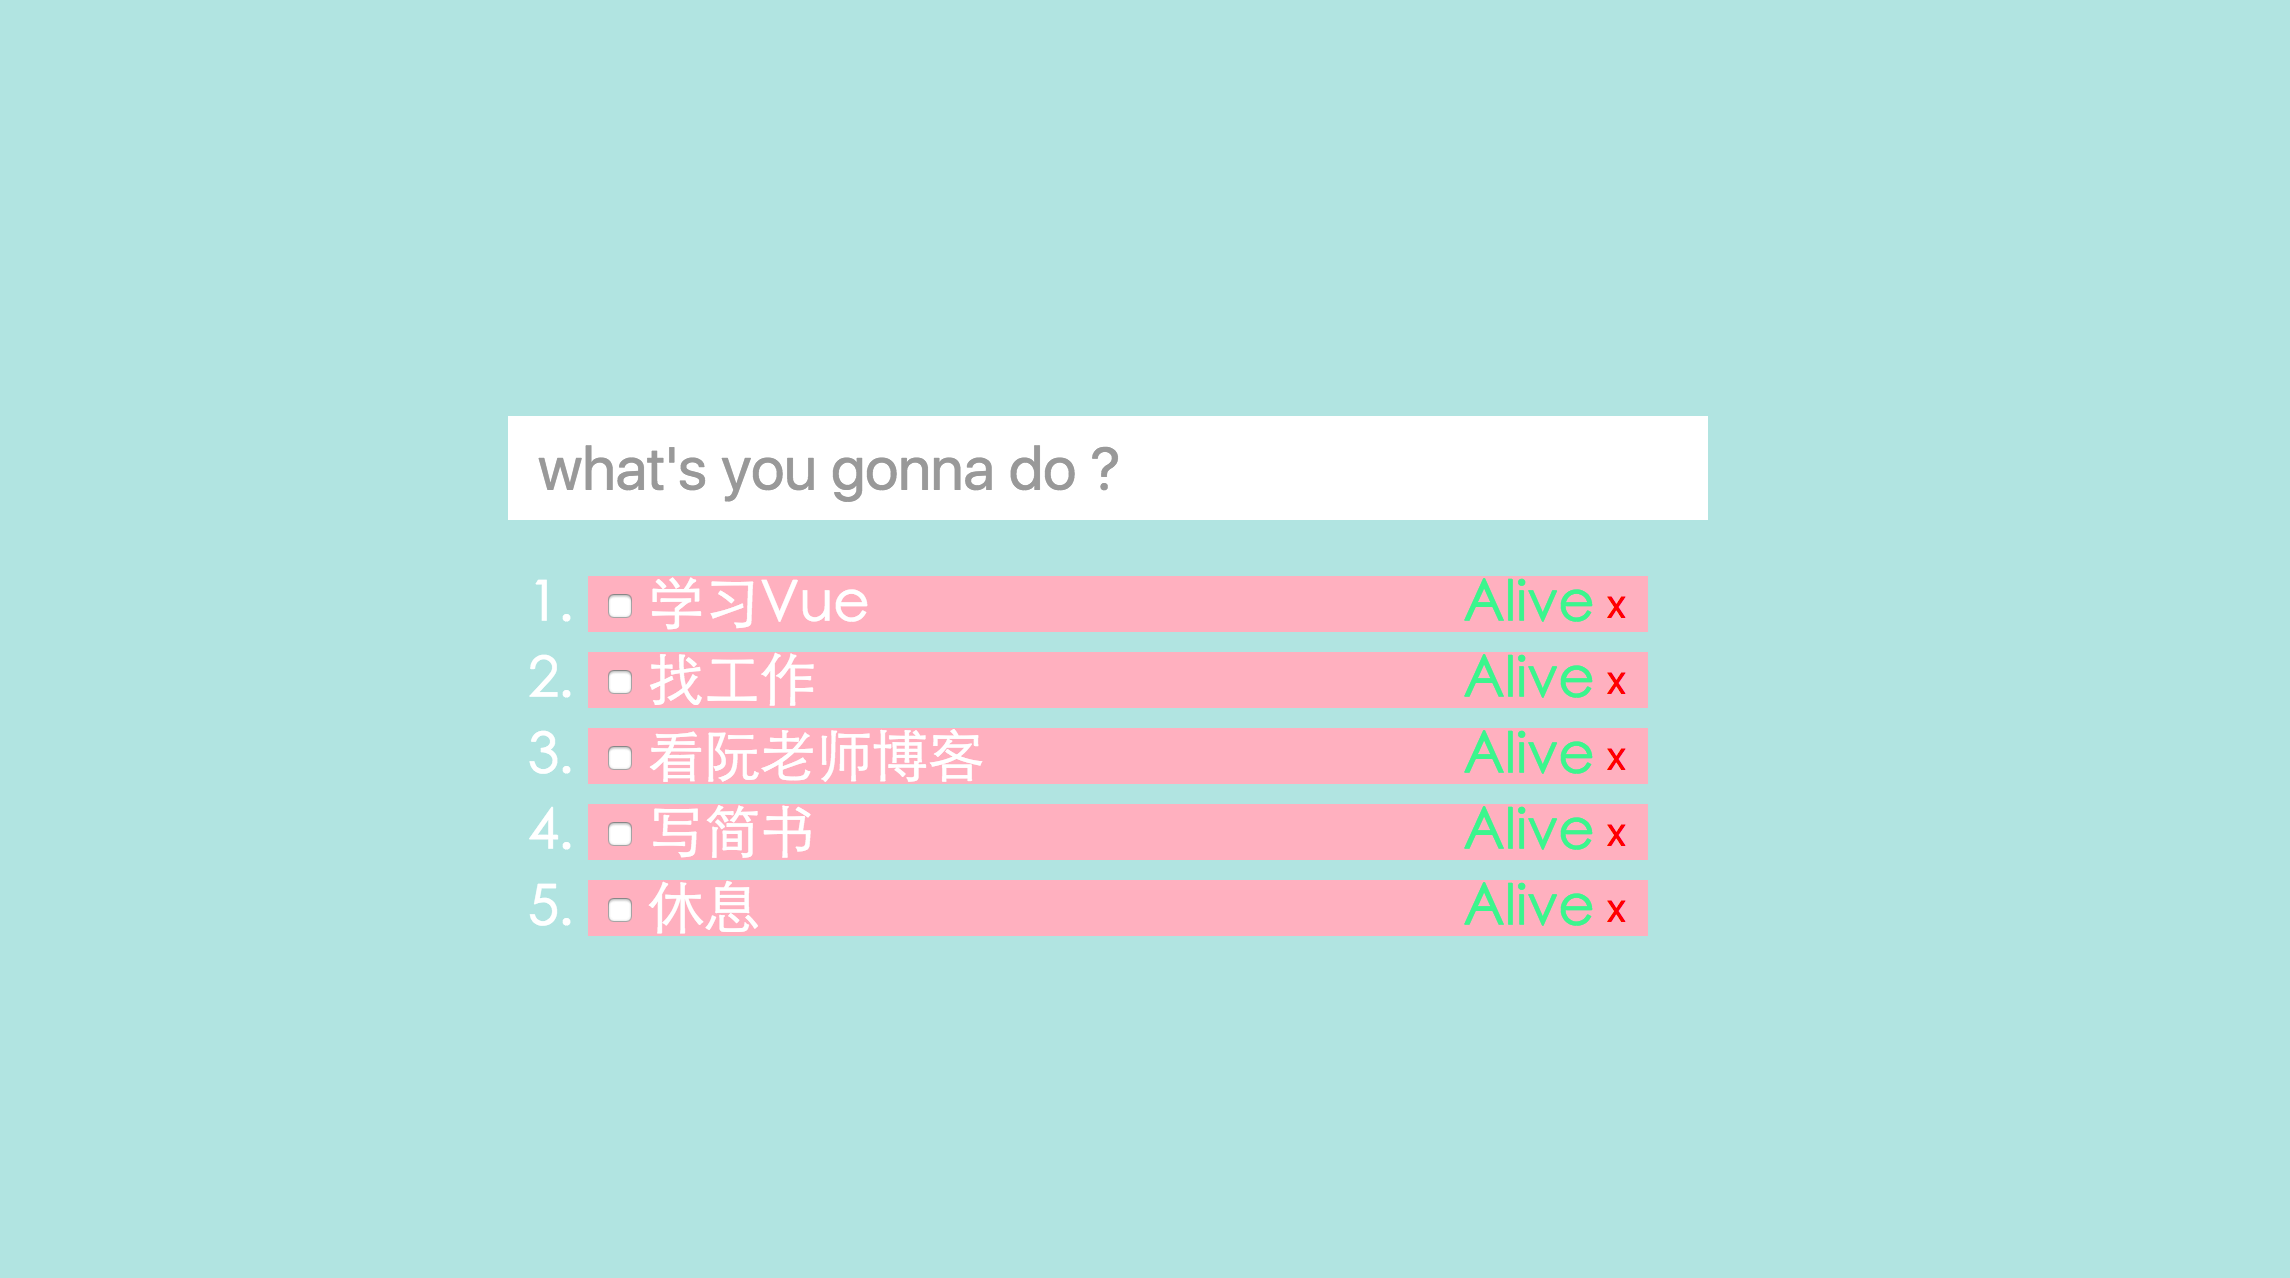 what's you gonna do ?
1. 学习Vue Alive x
2. 找工作 Alive x
3. 看阮老师博客 Alive x
4. 写简书 Alive x
5. 休息 Alive x